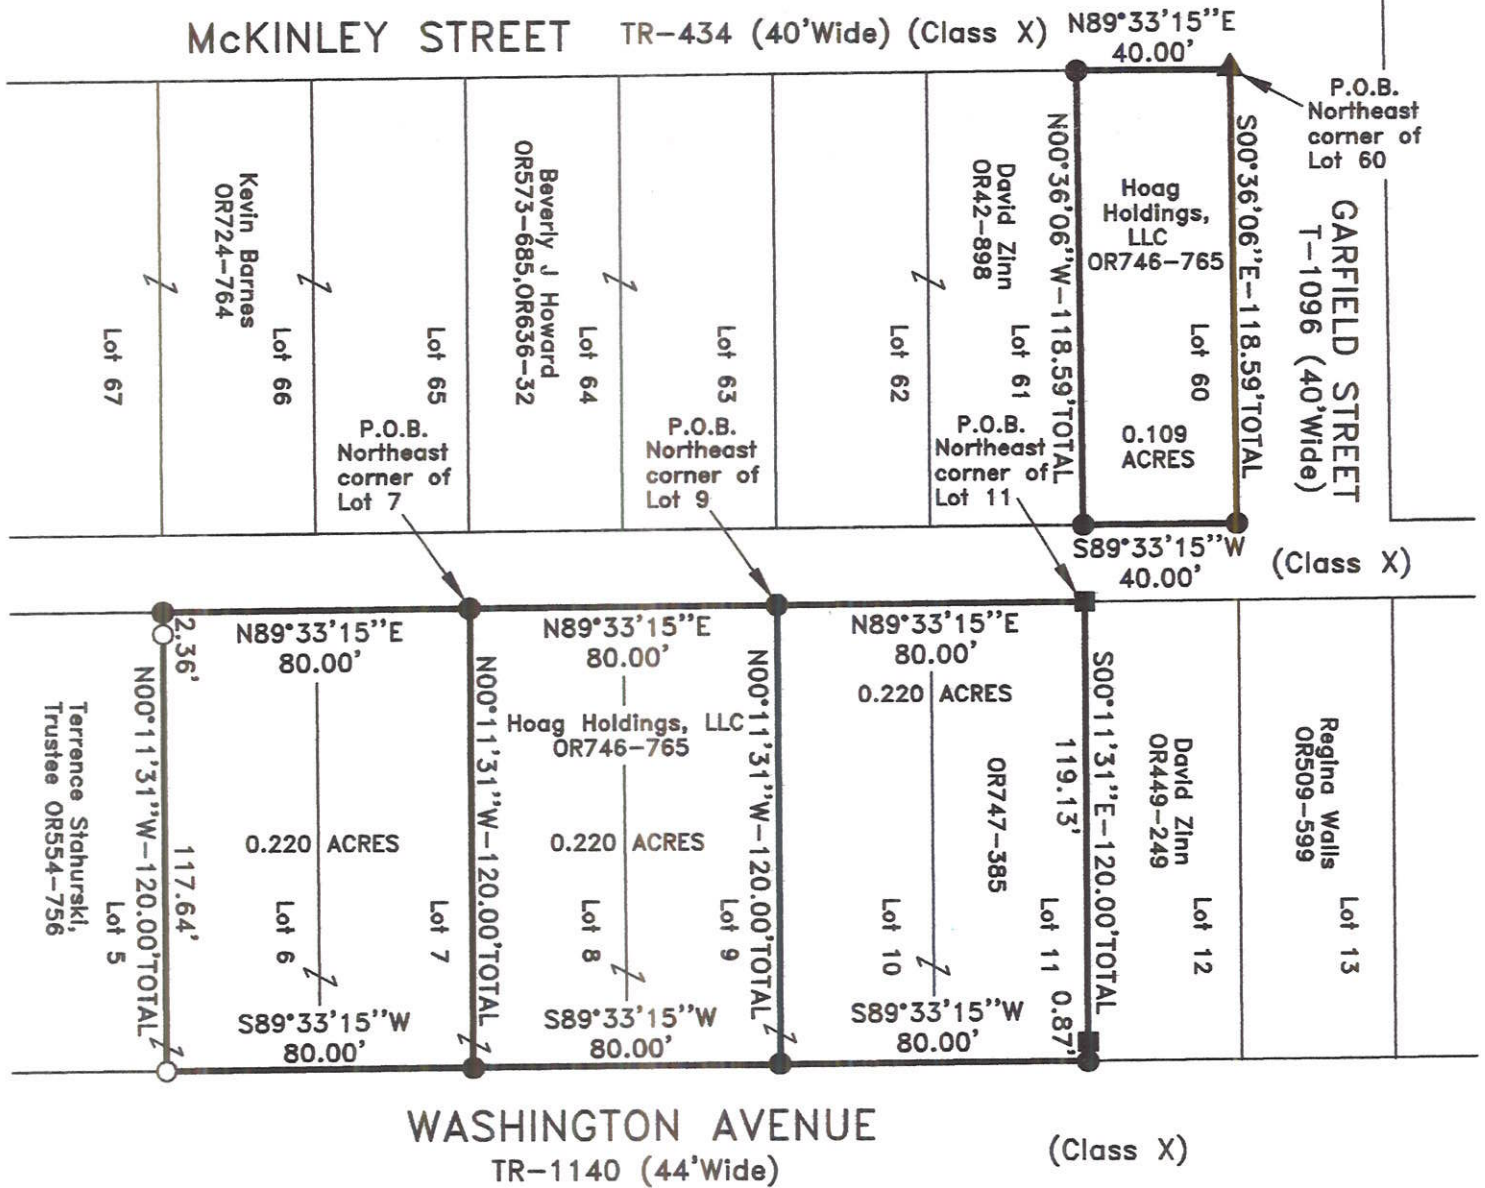 McKINLEY STREET TR-434 (40'Wide) (Class X)
N89°33'15''E
40.00'
P.O.B.
Northeast
corner of
Lot 60
GARFIELD STREET
T-1096 (40'Wide)
S00°36'06''E-118.59'TOTAL
Hoag
Holdings,
LLC
OR746-765
Lot 60
0.109
ACRES
N00°36'06''W-118.59'TOTAL
David Zinn
OR42-898
Lot 61
Lot 62
Lot 63
Beverly J Howard
OR573-685,OR636-32
Lot 64
Lot 65
Kevin Barnes
OR724-764
Lot 66
Lot 67
P.O.B.
Northeast
corner of
Lot 7
P.O.B.
Northeast
corner of
Lot 9
P.O.B.
Northeast
corner of
Lot 11
S89°33'15''W
40.00'
(Class X)
2.36'
N89°33'15''E
80.00'
N89°33'15''E
80.00'
N89°33'15''E
80.00'
Terrence Stahurski,
Trustee OR554-756
Lot 5
N00°11'31''W-120.00'TOTAL
117.64'
0.220 ACRES
Lot 6
Lot 7
S89°33'15''W
80.00'
N00°11'31''W-120.00'TOTAL
Hoag Holdings, LLC
OR746-765
0.220 ACRES
Lot 8
Lot 9
S89°33'15''W
80.00'
N00°11'31''W-120.00'TOTAL
0.220 ACRES
OR747-385
Lot 10
Lot 11
S89°33'15''W
80.00'
119.13'
0.87'
S00°11'31''E-120.00'TOTAL
David Zinn
OR449-249
Lot 12
Regina Walls
OR509-599
Lot 13
WASHINGTON AVENUE
TR-1140 (44'Wide)
(Class X)